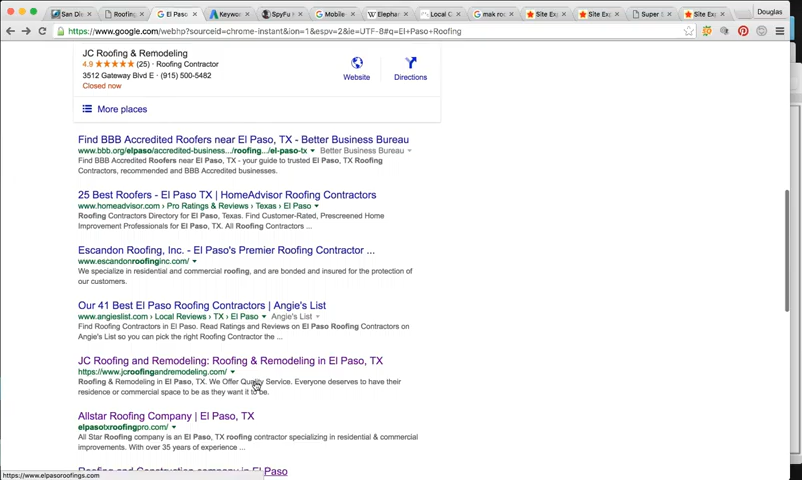 San Die
Roofing
El Paso
Keywor
SpyFu
Mobile-
Elepha
Local C
mak roo
Site Exp
Site Exp
Super S
Site Exp
Douglas
https://www.google.com/webhp?sourceid=chrome-instant&ion=1&espv=2&ie=UTF-8#q=El+Paso+Roofing
JC Roofing & Remodeling
4.9 ★★★★★ (25) · Roofing Contractor
3512 Gateway Blvd E · (915) 500-5482
Closed now
Website
Directions
More places
Find BBB Accredited Roofers near El Paso, TX - Better Business Bureau
www.bbb.org/elpaso/accredited-business.../roofing.../el-paso-tx ▾ Better Business Bureau ▾
Find BBB Accredited Roofers near El Paso, TX - your guide to trusted El Paso, TX Roofing
Contractors, recommended and BBB Accredited businesses.
25 Best Roofers - El Paso TX | HomeAdvisor Roofing Contractors
www.homeadvisor.com › Pro Ratings & Reviews › Texas › El Paso ▾
Roofing Contractors Directory for El Paso, Texas. Find Customer-Rated, Prescreened Home
Improvement Professionals for El Paso, TX. All Roofing Contractors ...
Escandon Roofing, Inc. - El Paso's Premier Roofing Contractor ...
www.escandonroofinginc.com/ ▾
We specialize in residential and commercial roofing, and are bonded and insured for the protection of
our customers.
Our 41 Best El Paso Roofing Contractors | Angie's List
www.angieslist.com › Local Reviews › TX › El Paso ▾ Angie's List ▾
Find Roofing Contractors in El Paso. Read Ratings and Reviews on El Paso Roofing Contractors on
Angie's List so you can pick the right Roofing Contractor the ...
JC Roofing and Remodeling: Roofing & Remodeling in El Paso, TX
https://www.jcroofingandremodeling.com/ ▾
Roofing & Remodeling in El Paso, TX. We Offer Quality Service. Everyone deserves to have their
residence or commercial space to be as they want it to be.
Allstar Roofing Company | El Paso, TX
elpasotxroofingpro.com/ ▾
All Star Roofing company is an El Paso, TX roofing contractor specializing in residential & commercial
improvements. With over 35 years of experience ...
Roofing and Construction company in El Paso
https://www.elpasoroofings.com